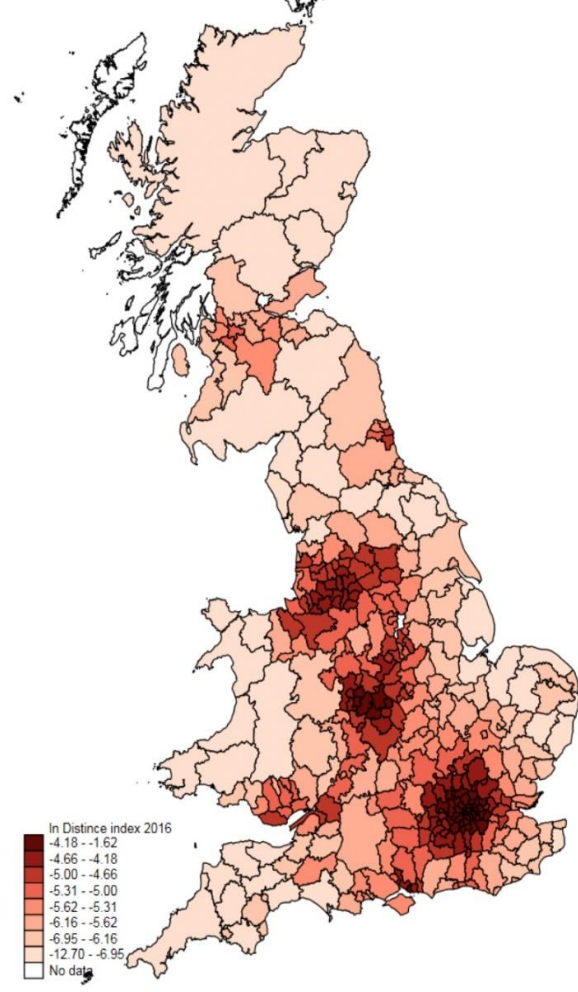 ln Distince index 2016
-4.18 - -1.62
-4.66 - -4.18
-5.00 - -4.66
-5.31 - -5.00
-5.62 - -5.31
-6.16 - -5.62
-6.95 - -6.16
-12.70 - -6.95
No data